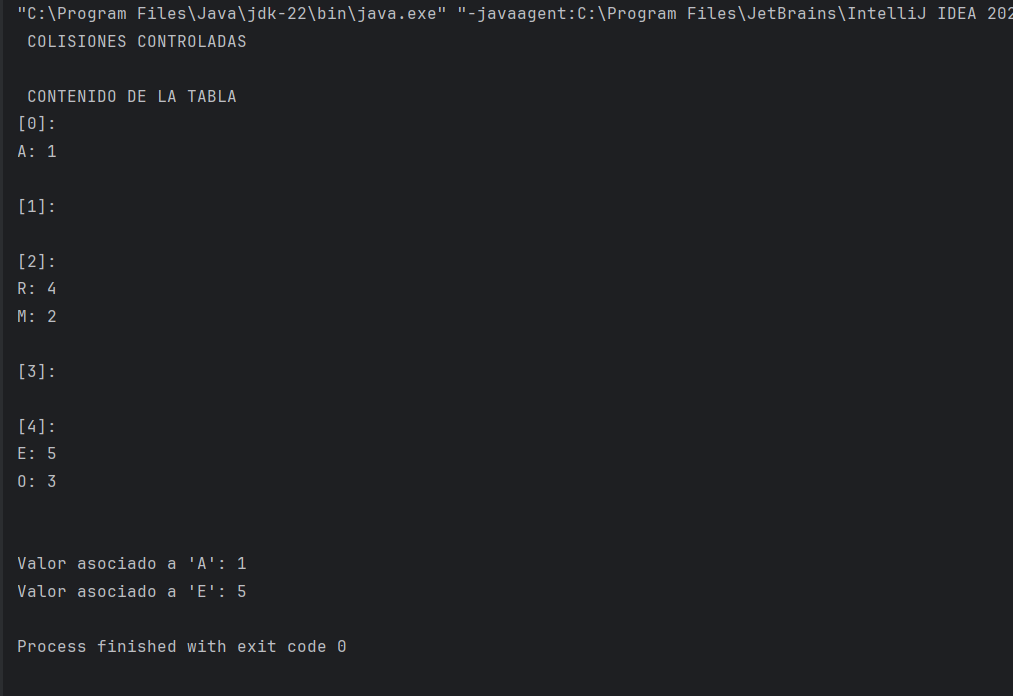 "C:\Program Files\Java\jdk-22\bin\java.exe" "-javaagent:C:\Program Files\JetBrains\IntelliJ IDEA 202
COLISIONES CONTROLADAS
CONTENIDO DE LA TABLA
[0]:
A: 1
[1]:
[2]:
R: 4
M: 2
[3]:
[4]:
E: 5
O: 3
Valor asociado a 'A': 1
Valor asociado a 'E': 5
Process finished with exit code 0